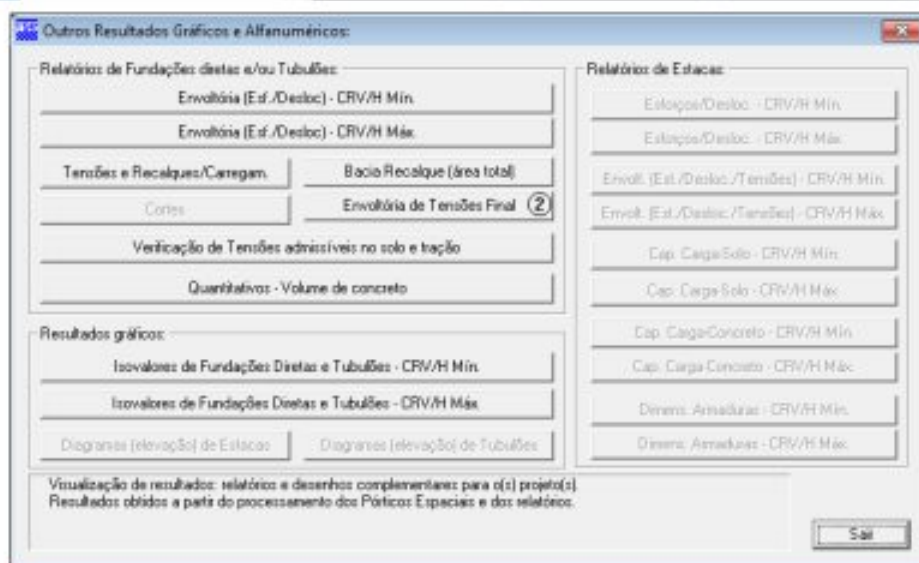 Outros Resultados Gráficos e Alfanuméricos:
Relatórios de Fundações diretas e/ou Tubulões:
Envoltória (Esf./Desloc) - CRV/H Mín.
Envoltória (Esf./Desloc) - CRV/H Máx.
Tensões e Recalques/Carregam.
Bacia Recalque (área total)
Cortes
Envoltória de Tensões Final 2
Verificação de Tensões admissíveis no solo e tração
Quantitativos - Volume de concreto
Resultados gráficos:
Isovalores de Fundações Diretas e Tubulões - CRV/H Mín.
Isovalores de Fundações Diretas e Tubulões - CRV/H Máx.
Diagramas (elevação) de Estacas
Diagramas (elevação) de Tubulões
Relatórios de Estacas:
Esforços/Desloc. - CRV/H Mín.
Esforços/Desloc. - CRV/H Máx.
Envolt. (Esf./Desloc./Tensões) - CRV/H Mín.
Envolt. (Esf./Desloc./Tensões) - CRV/H Máx.
Cap. Carga-Solo - CRV/H Mín.
Cap. Carga-Solo - CRV/H Máx.
Cap. Carga-Concreto - CRV/H Mín.
Cap. Carga-Concreto - CRV/H Máx.
Dimens. Armaduras - CRV/H Mín.
Dimens. Armaduras - CRV/H Máx.
Visualização de resultados: relatórios e desenhos complementares para o(s) projeto(s).
Resultados obtidos a partir do processamento dos Pórticos Espaciais e dos relatórios.
Sair